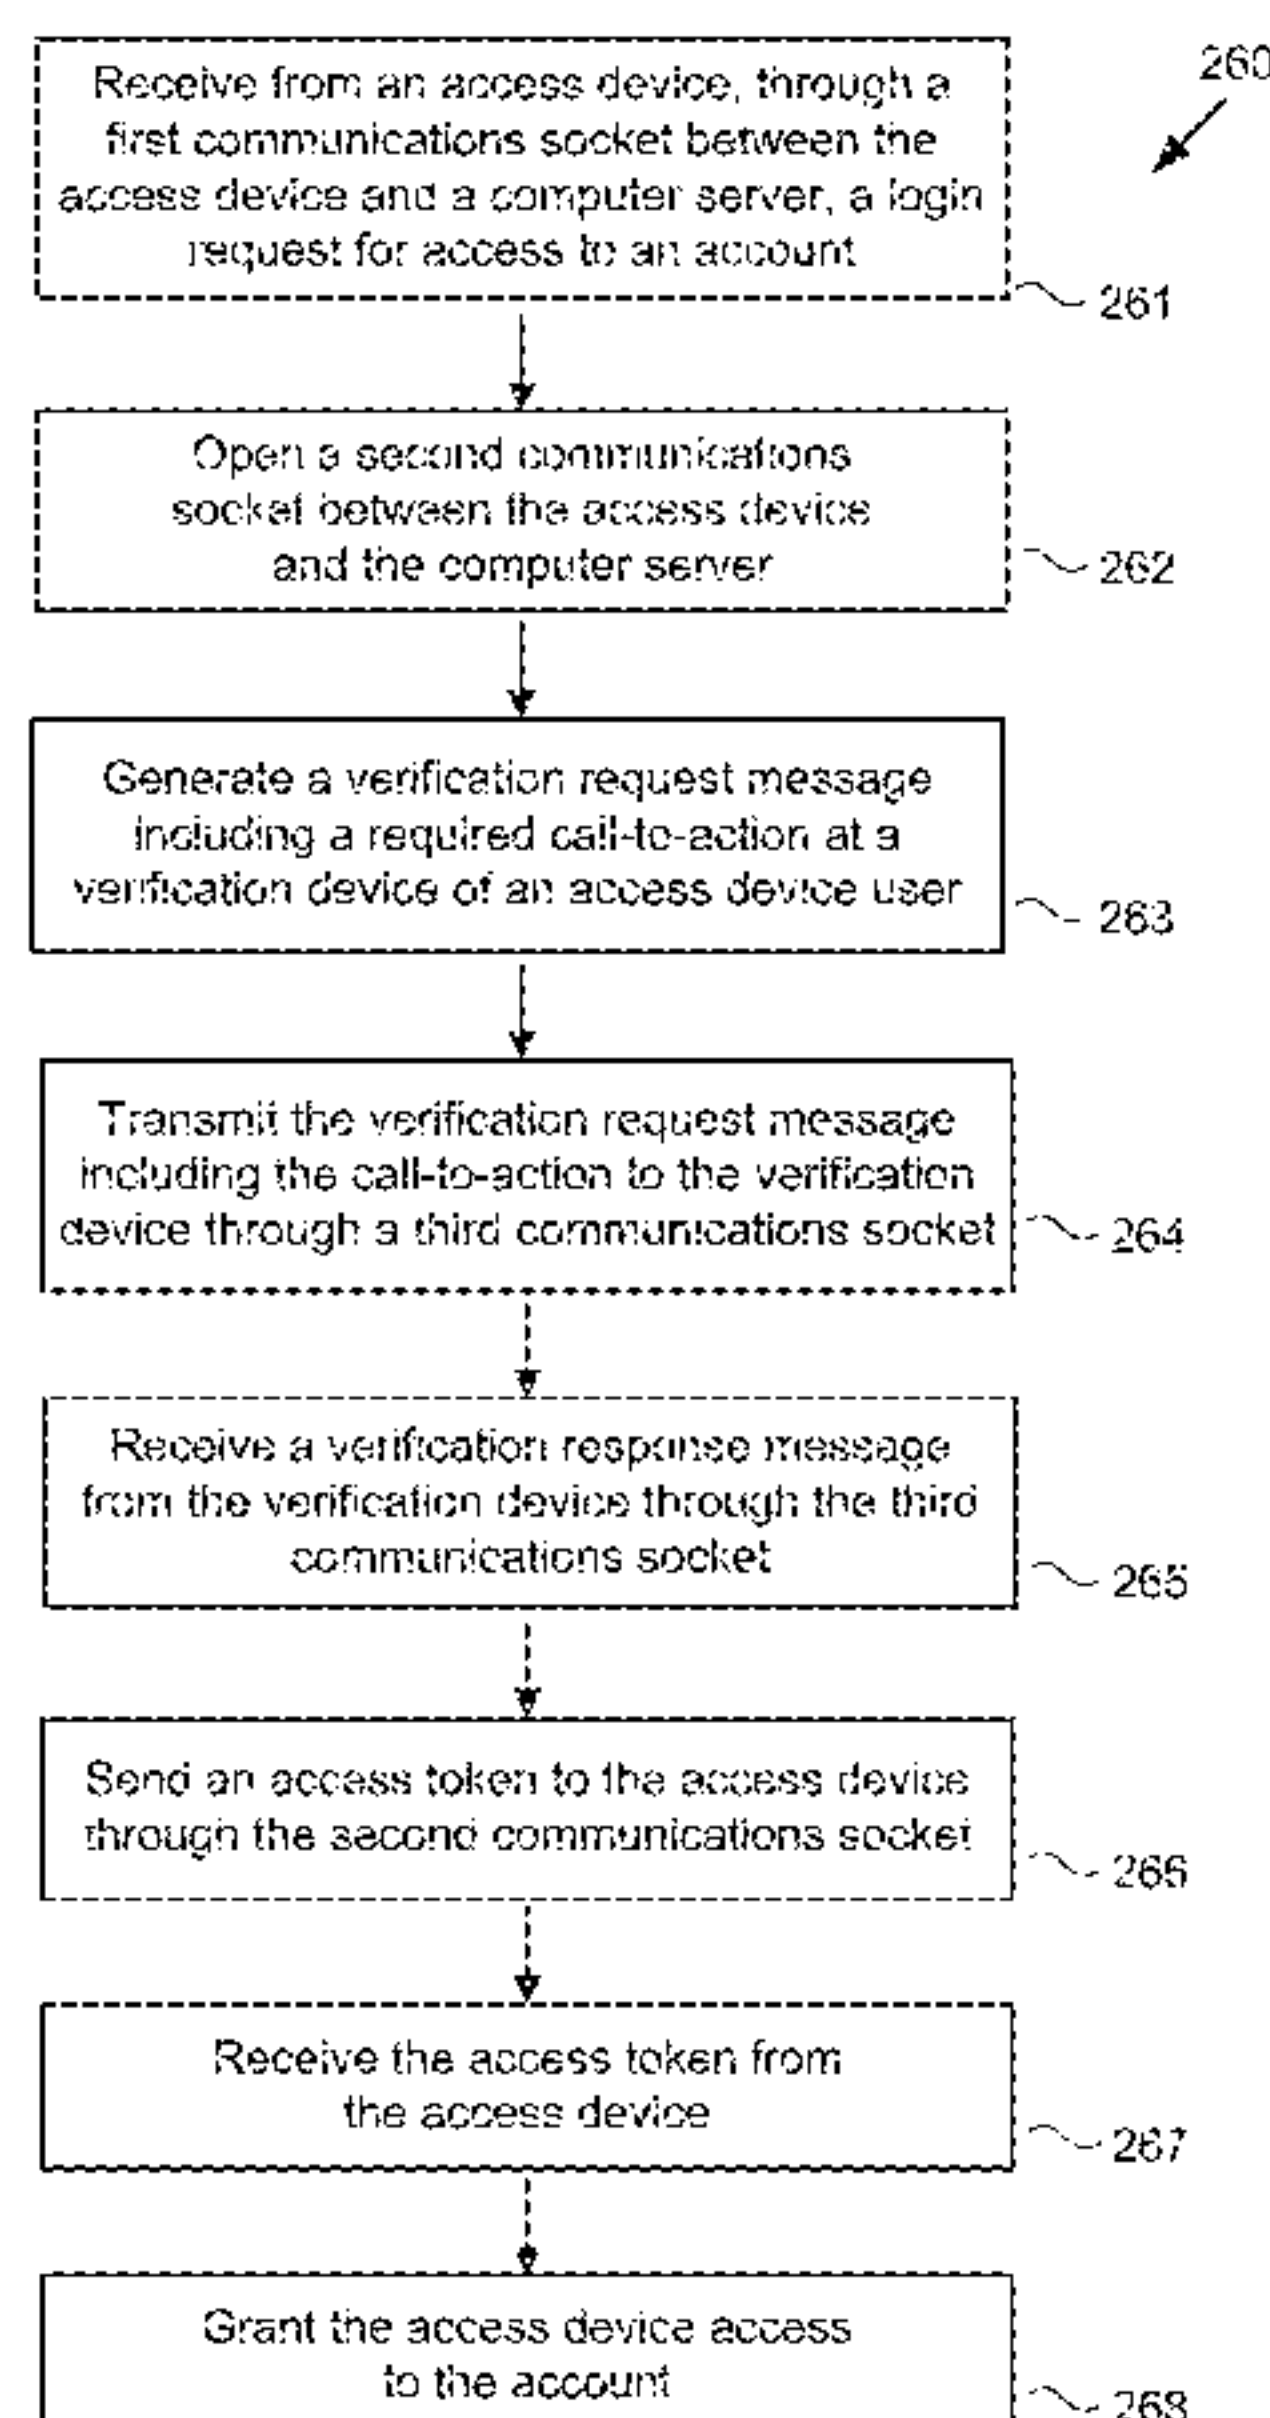 260
Receive from an access device, through a
first communications socket between the
access device and a computer server, a login
request for access to an account
261
Open a second communications
socket between the access device
and the computer server
262
Generate a verification request message
including a required call-to-action at a
verification device of an access device user
263
Transmit the verification request message
including the call-to-action to the verification
device through a third communications socket
264
Receive a verification response message
from the verification device through the third
communications socket
265
Send an access token to the access device
through the second communications socket
266
Receive the access token from
the access device
267
Grant the access device access
to the account
268